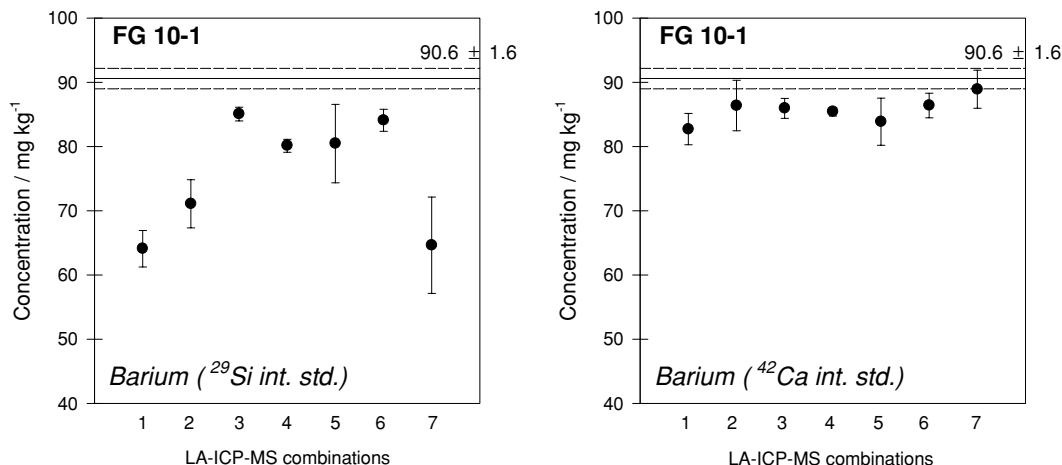 FG 10-1
90.6 ± 1.6
100
90
80
70
60
50
40
Concentration / mg kg⁻¹
Barium ( ²⁹Si int. std.)
1 2 3 4 5 6 7
LA-ICP-MS combinations
FG 10-1
90.6 ± 1.6
100
90
80
70
60
50
40
Concentration / mg kg⁻¹
Barium ( ⁴²Ca int. std.)
1 2 3 4 5 6 7
LA-ICP-MS combinations